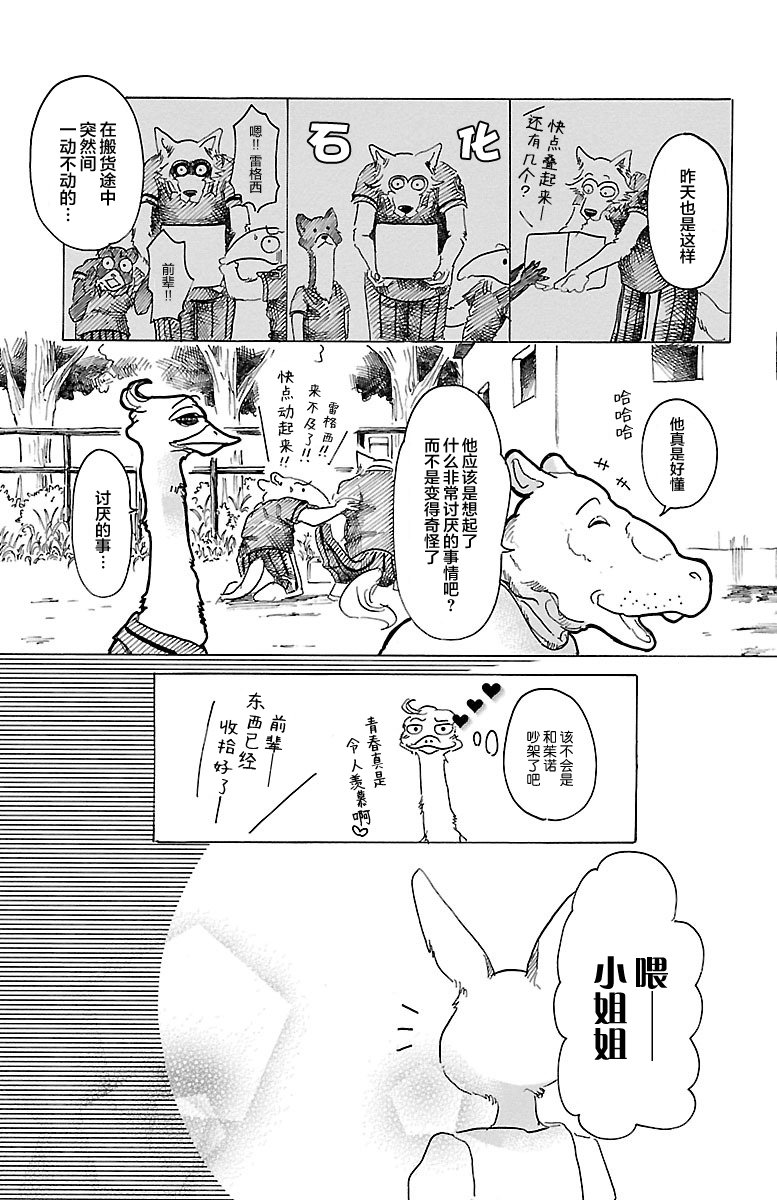 昨天也是这样
快点叠起来—
还有几个？
石化
嗯!! 雷格西
前辈!!
在搬货途中
突然间
一动不动的…
他真是好懂
哈哈哈
他应该是想起了
什么非常讨厌的事情吧？
而不是变得奇怪了
雷格西!!
来不及了!!
快点动起来!!
讨厌的事…
该不会是
和茱诺
吵架了吧
青春真是
令人羡慕啊♡
前辈
东西已经
收拾好了—
喂——
小姐姐